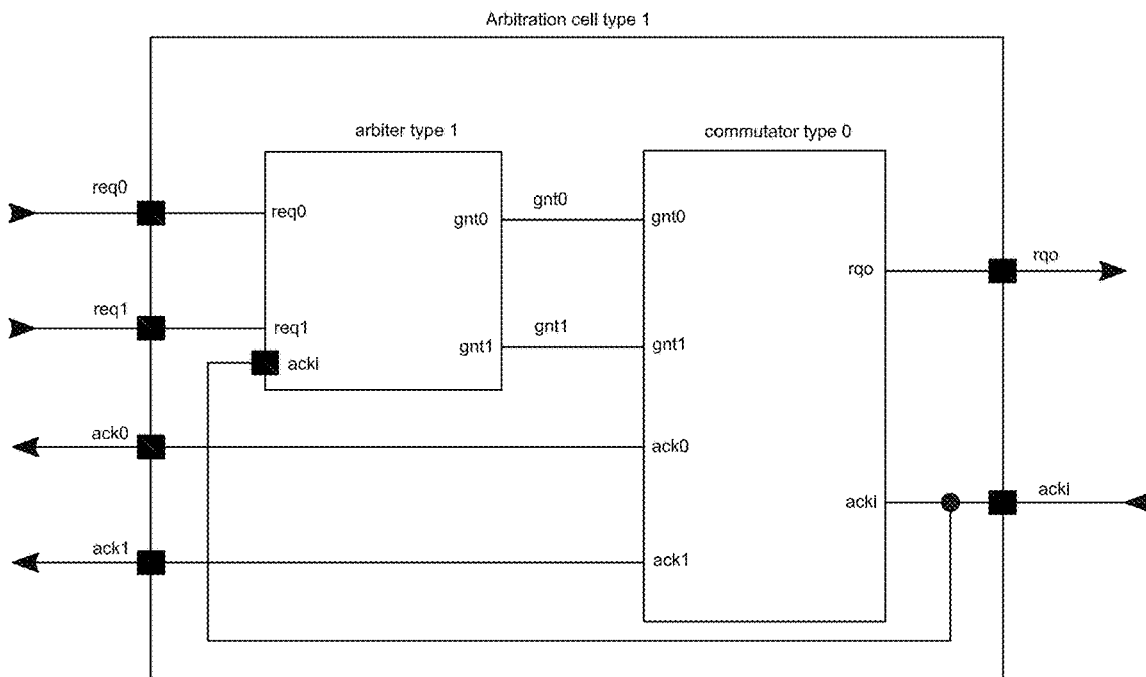 Arbitration cell type 1
arbiter type 1
commutator type 0
req0
req0
gnt0
gnt0
gnt0
rqo
rqo
req1
req1
gnt1
gnt1
gnt1
acki
ack0
ack0
acki
acki
ack1
ack1